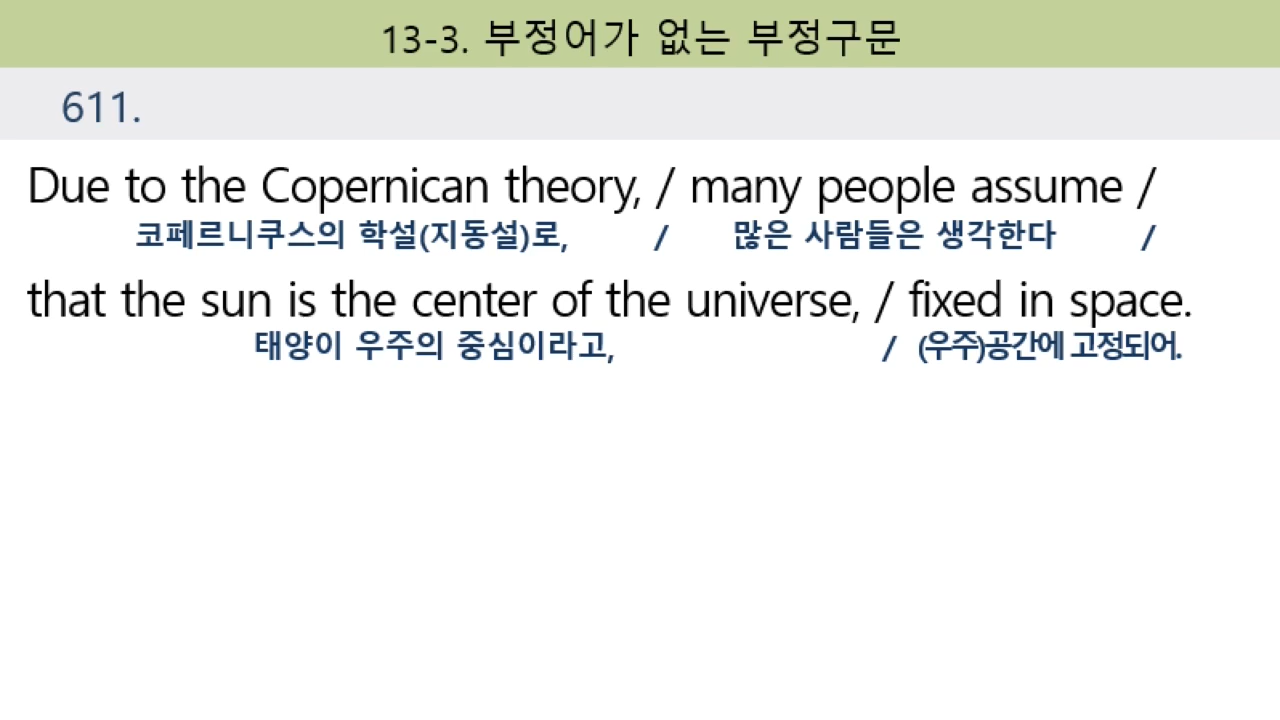 13-3. 부정어가 없는 부정구문
611.
Due to the Copernican theory, / many people assume /
코페르니쿠스의 학설(지동설)로, / 많은 사람들은 생각한다 /
that the sun is the center of the universe, / fixed in space.
태양이 우주의 중심이라고, / (우주)공간에 고정되어.